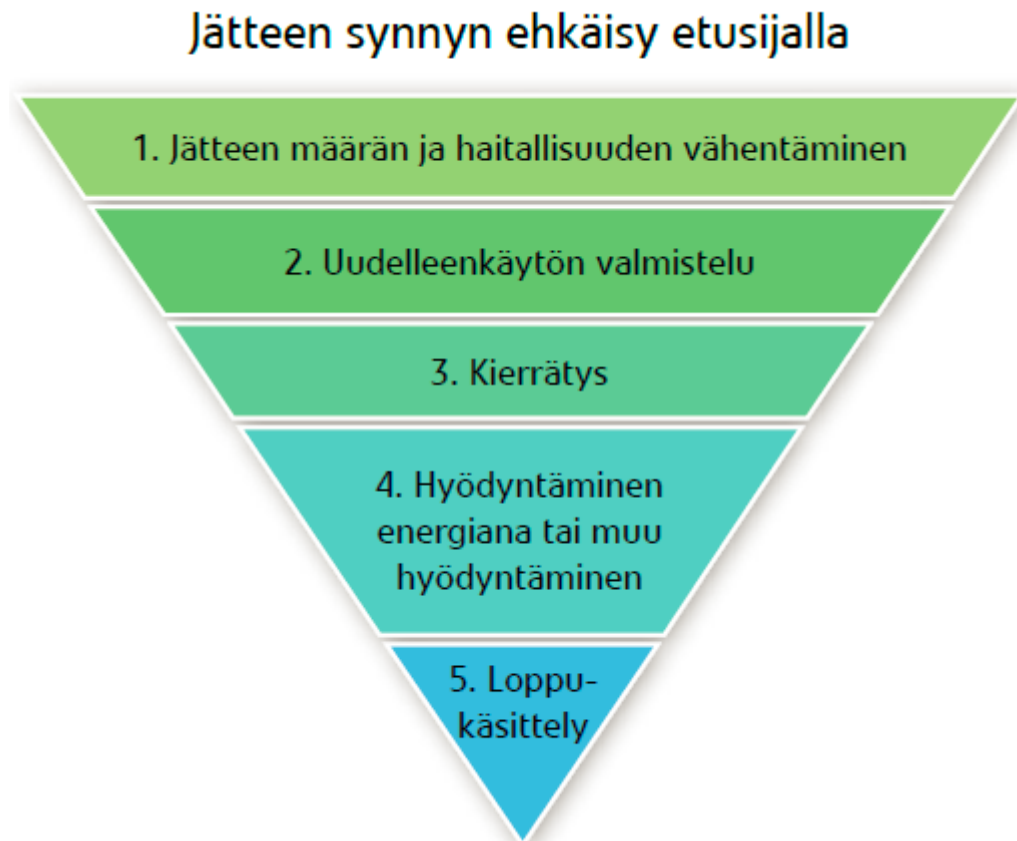 Jätteen synnyn ehkäisy etusijalla
1. Jätteen määrän ja haitallisuuden vähentäminen
2. Uudelleenkäytön valmistelu
3. Kierrätys
4. Hyödyntäminen
energiana tai muu
hyödyntäminen
5. Loppu-
käsittely